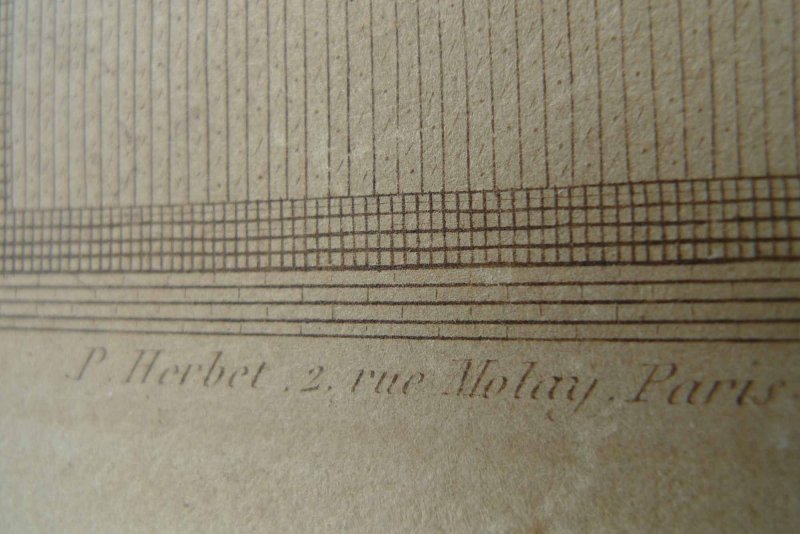 P. Herbet . 2, rue Molay . Paris.